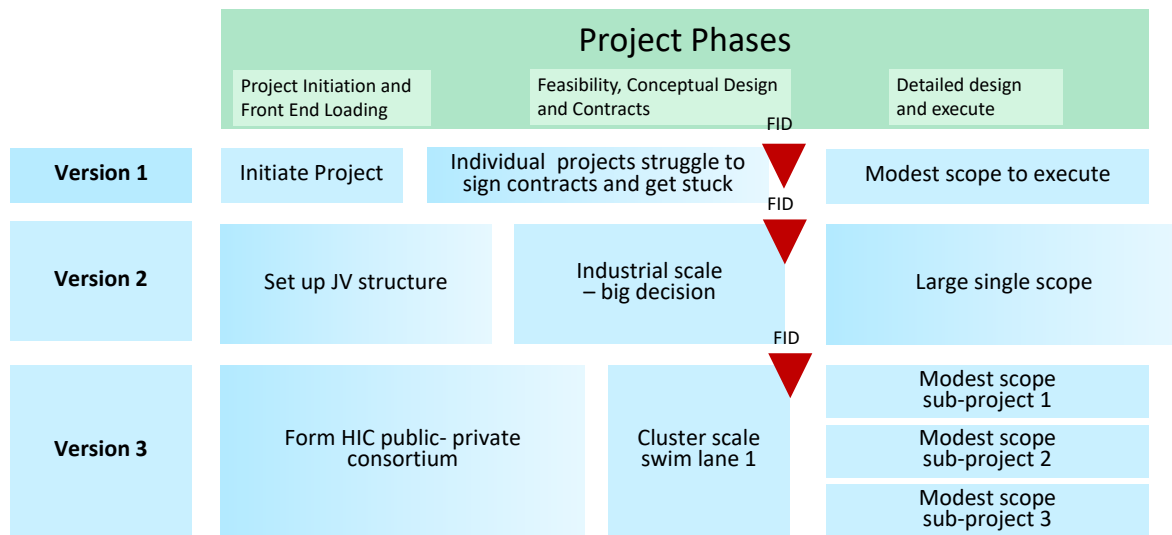 Project Phases
Project Initiation and
Front End Loading
Feasibility, Conceptual Design
and Contracts
Detailed design
and execute
FID
Version 1
Initiate Project
Individual projects struggle to
sign contracts and get stuck
Modest scope to execute
FID
Version 2
Set up JV structure
Industrial scale
– big decision
Large single scope
FID
Version 3
Form HIC public- private
consortium
Cluster scale
swim lane 1
Modest scope
sub-project 1
Modest scope
sub-project 2
Modest scope
sub-project 3